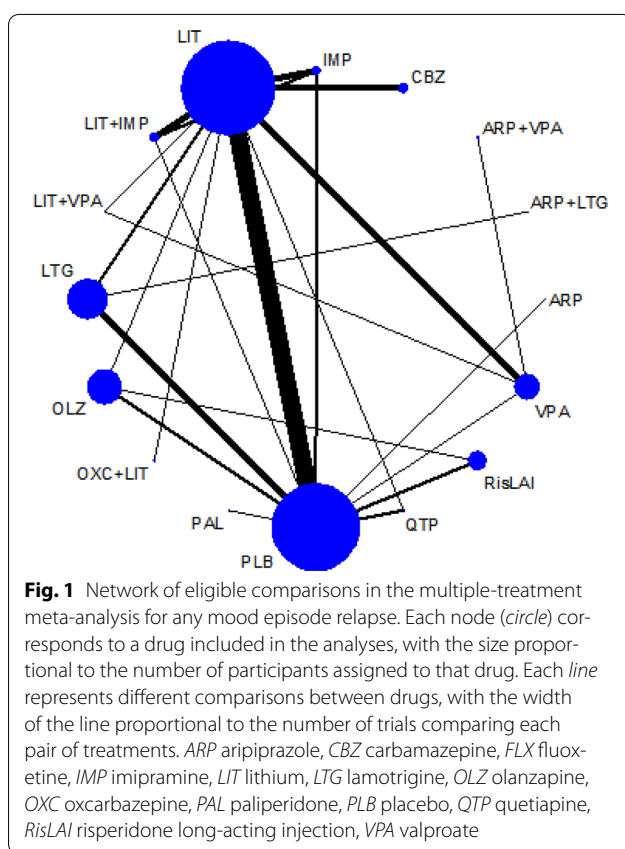 LIT
IMP
CBZ
LIT+IMP
ARP+VPA
LIT+VPA
ARP+LTG
LTG
ARP
OLZ
VPA
OXC+LIT
RisLAI
PAL
QTP
PLB
Fig. 1 Network of eligible comparisons in the multiple-treatment
meta-analysis for any mood episode relapse. Each node (circle) cor-
responds to a drug included in the analyses, with the size propor-
tional to the number of participants assigned to that drug. Each line
represents different comparisons between drugs, with the width
of the line proportional to the number of trials comparing each
pair of treatments. ARP aripiprazole, CBZ carbamazepine, FLX fluox-
etine, IMP imipramine, LIT lithium, LTG lamotrigine, OLZ olanzapine,
OXC oxcarbazepine, PAL paliperidone, PLB placebo, QTP quetiapine,
RisLAI risperidone long-acting injection, VPA valproate